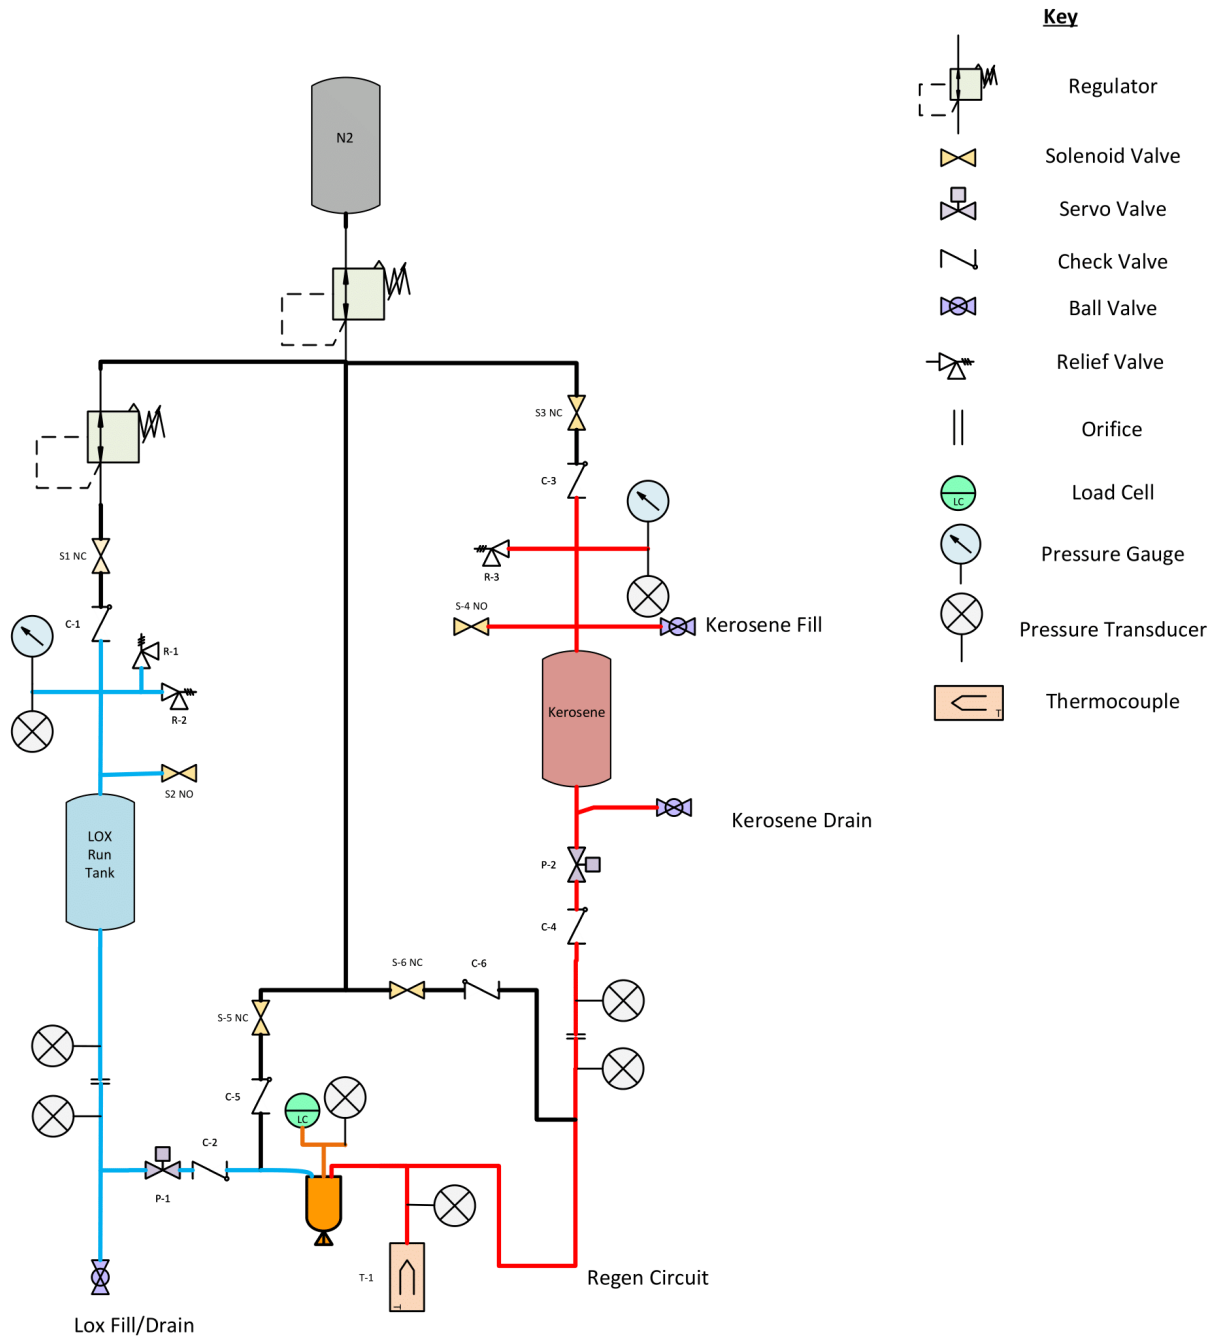 Key
Regulator
Solenoid Valve
Servo Valve
Check Valve
Ball Valve
Relief Valve
Orifice
LC
Load Cell
Pressure Gauge
Pressure Transducer
T
Thermocouple
N2
S3 NC
C-3
S1 NC
R-3
C-1
S-4 NO
Kerosene Fill
R-1
R-2
Kerosene
S2 NO
LOX
Run
Tank
Kerosene Drain
P-2
C-4
S-6 NC
C-6
S-5 NC
C-5
LC
C-2
P-1
T-1
T
Regen Circuit
Lox Fill/Drain